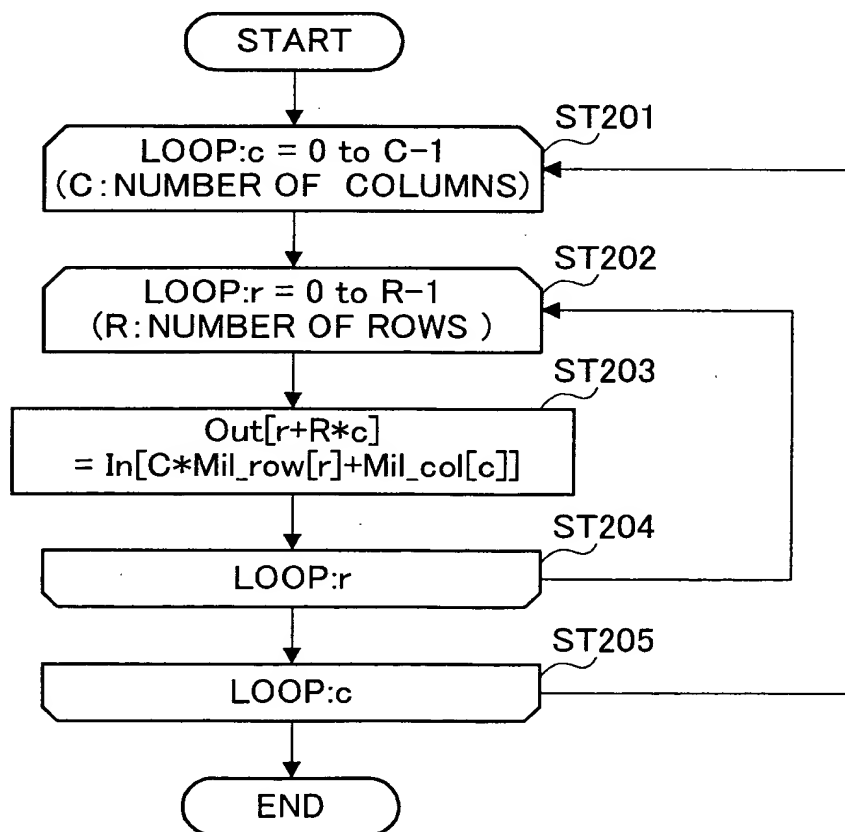 START
ST201
LOOP:c = 0 to C-1
(C:NUMBER OF COLUMNS)
ST202
LOOP:r = 0 to R-1
(R:NUMBER OF ROWS )
ST203
Out[r+R*c]
= In[C*Mil_row[r]+Mil_col[c]]
ST204
LOOP:r
ST205
LOOP:c
END